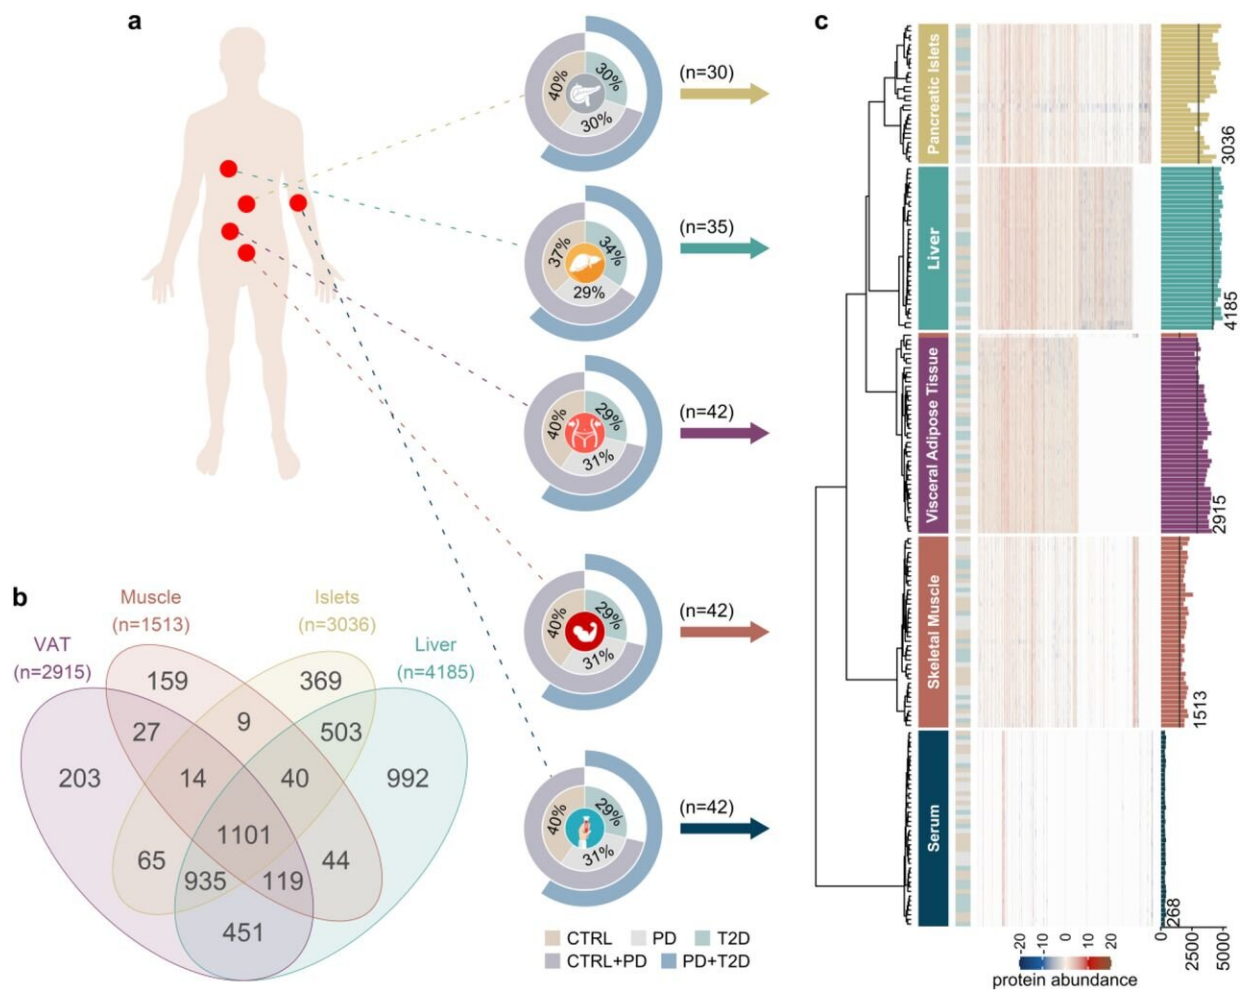 a
40%
30%
30%
(n=30)
37%
34%
29%
(n=35)
40%
29%
31%
(n=42)
40%
29%
31%
(n=42)
40%
29%
31%
(n=42)
CTRL
PD
T2D
CTRL+PD
PD+T2D
b
Muscle
(n=1513)
Islets
(n=3036)
VAT
(n=2915)
Liver
(n=4185)
159
369
27
9
503
203
14
40
992
1101
65
935
119
44
451
c
Pancreatic Islets
3036
Liver
4185
Visceral Adipose Tissue
2915
Skeletal Muscle
1513
Serum
268
-20
-10
0
10
20
protein abundance
0
2500
5000